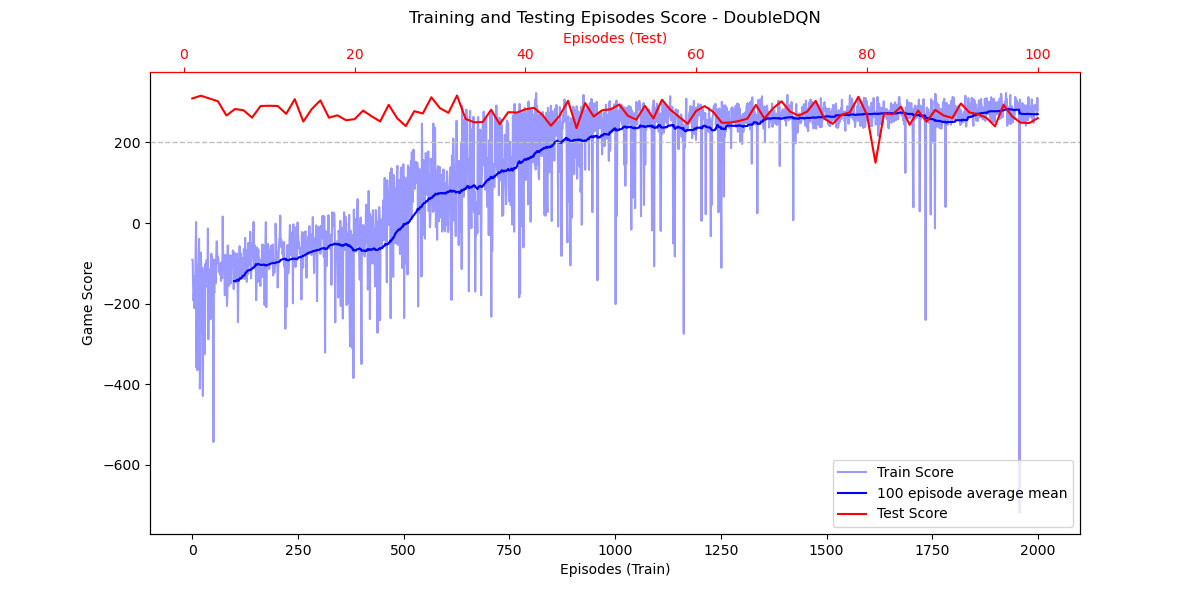 Training and Testing Episodes Score - DoubleDQN
Episodes (Test)
0 20 40 60 80 100
200
0
−200
−400
−600
Game Score
Train Score
100 episode average mean
Test Score
0 250 500 750 1000 1250 1500 1750 2000
Episodes (Train)